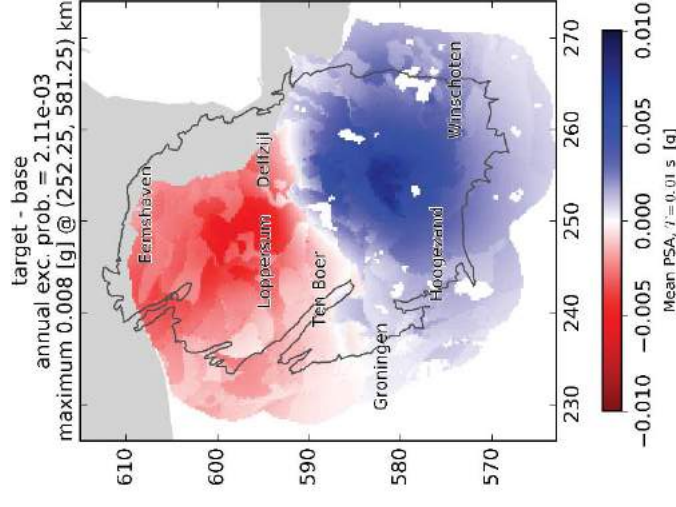 target - base
annual exc. prob. = 2.11e-03
maximum 0.008 [g] @ (252.25, 581.25) km
610
600
590
580
570
Eemshaven
Delfzijl
Loppersum
Ten Boer
Groningen
Hoogezand
Winschoten
230
240
250
260
270
−0.010
−0.005
0.000
0.005
0.010
Mean PSA, T = 0.01 s [g]